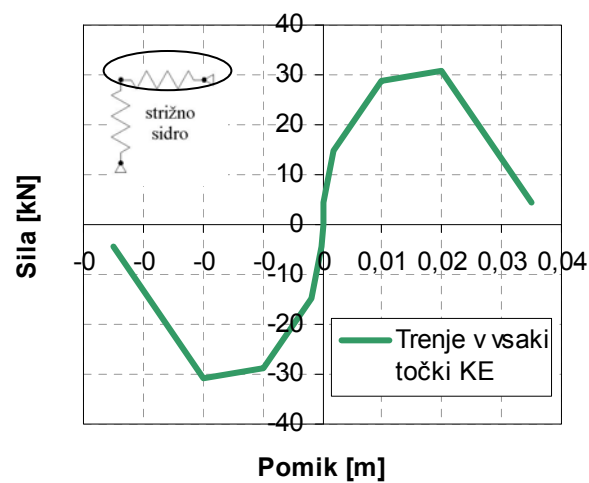 40
30
20
10
0
-10
-20
-30
-40
-0 -0 -0 -0 0 0,01 0,02 0,03 0,04
Sila [kN]
Pomik [m]
strižno
sidro
Trenje v vsaki
točki KE